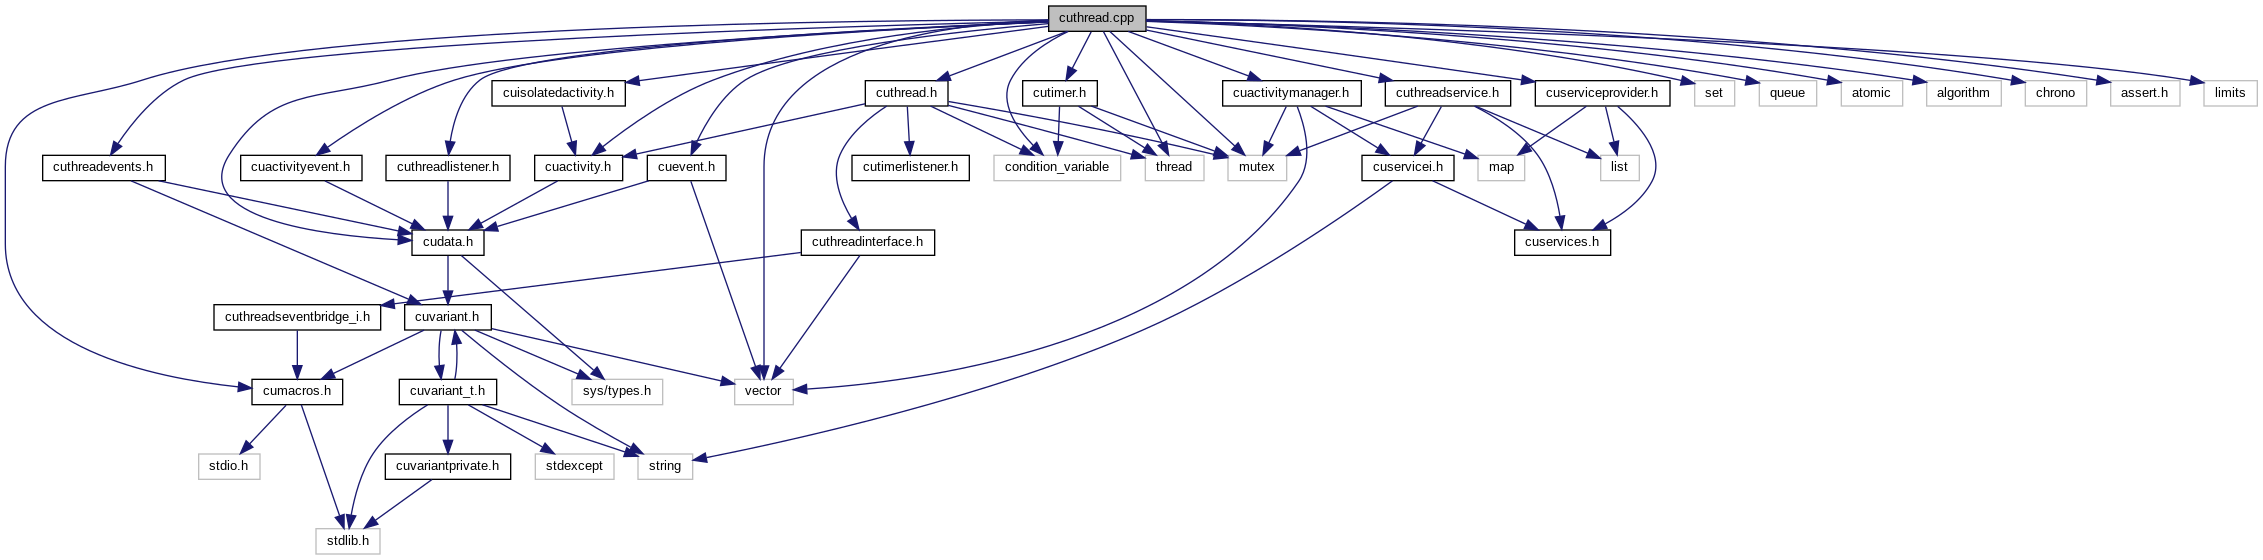 cuthread.cpp
cuisolatedactivity.h
cuthread.h
cutimer.h
cuactivitymanager.h
cuthreadservice.h
cuserviceprovider.h
set
queue
atomic
algorithm
chrono
assert.h
limits
cuthreadevents.h
cuactivityevent.h
cuthreadlistener.h
cuactivity.h
cuevent.h
cutimerlistener.h
condition_variable
thread
mutex
cuservicei.h
map
list
cudata.h
cuthreadinterface.h
cuservices.h
cuthreadseventbridge_i.h
cuvariant.h
cumacros.h
cuvariant_t.h
sys/types.h
vector
stdio.h
cuvariantprivate.h
stdexcept
string
stdlib.h